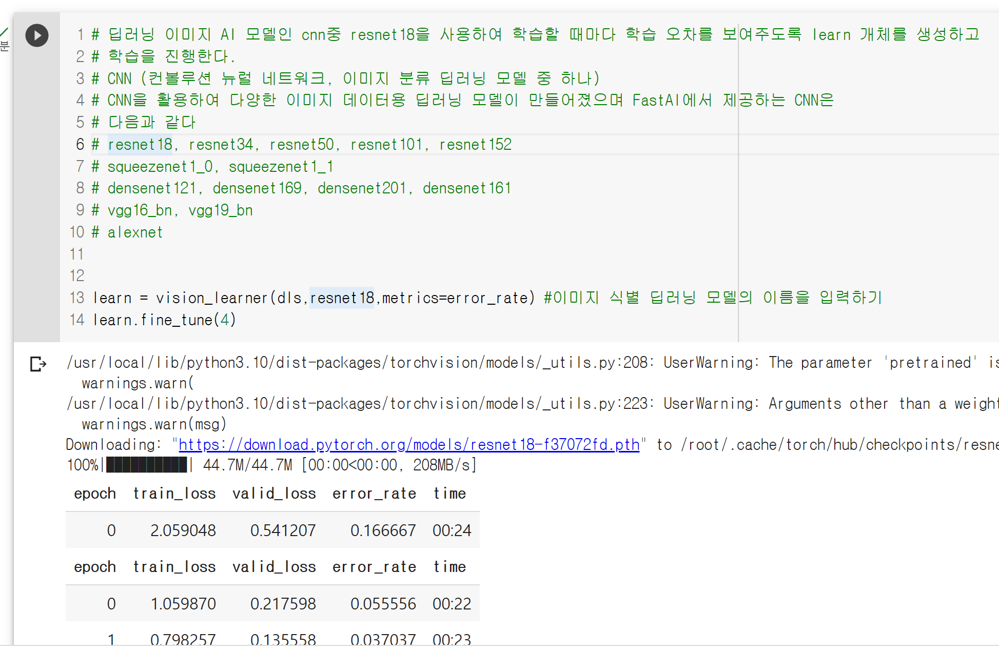 분
1 # 딥러닝 이미지 AI 모델인 cnn중 resnet18을 사용하여 학습할 때마다 학습 오차를 보여주도록 learn 개체를 생성하고
2 # 학습을 진행한다.
3 # CNN (컨볼루션 뉴럴 네트워크, 이미지 분류 딥러닝 모델 중 하나)
4 # CNN을 활용하여 다양한 이미지 데이터용 딥러닝 모델이 만들어졌으며 FastAI에서 제공하는 CNN은
5 # 다음과 같다
6 # resnet18, resnet34, resnet50, resnet101, resnet152
7 # squeezenet1_0, squeezenet1_1
8 # densenet121, densenet169, densenet201, densenet161
9 # vgg16_bn, vgg19_bn
10 # alexnet
11
12
13 learn = vision_learner(dls,resnet18,metrics=error_rate) #이미지 식별 딥러닝 모델의 이름을 입력하기
14 learn.fine_tune(4)
/usr/local/lib/python3.10/dist-packages/torchvision/models/_utils.py:208: UserWarning: The parameter 'pretrained' is
warnings.warn(
/usr/local/lib/python3.10/dist-packages/torchvision/models/_utils.py:223: UserWarning: Arguments other than a weight
warnings.warn(msg)
Downloading: "https://download.pytorch.org/models/resnet18-f37072fd.pth" to /root/.cache/torch/hub/checkpoints/resne
100%|██████████| 44.7M/44.7M [00:00<00:00, 208MB/s]
epoch train_loss valid_loss error_rate time
0 2.059048 0.541207 0.166667 00:24
epoch train_loss valid_loss error_rate time
0 1.059870 0.217598 0.055556 00:22
1 0.798257 0.135558 0.037037 00:23